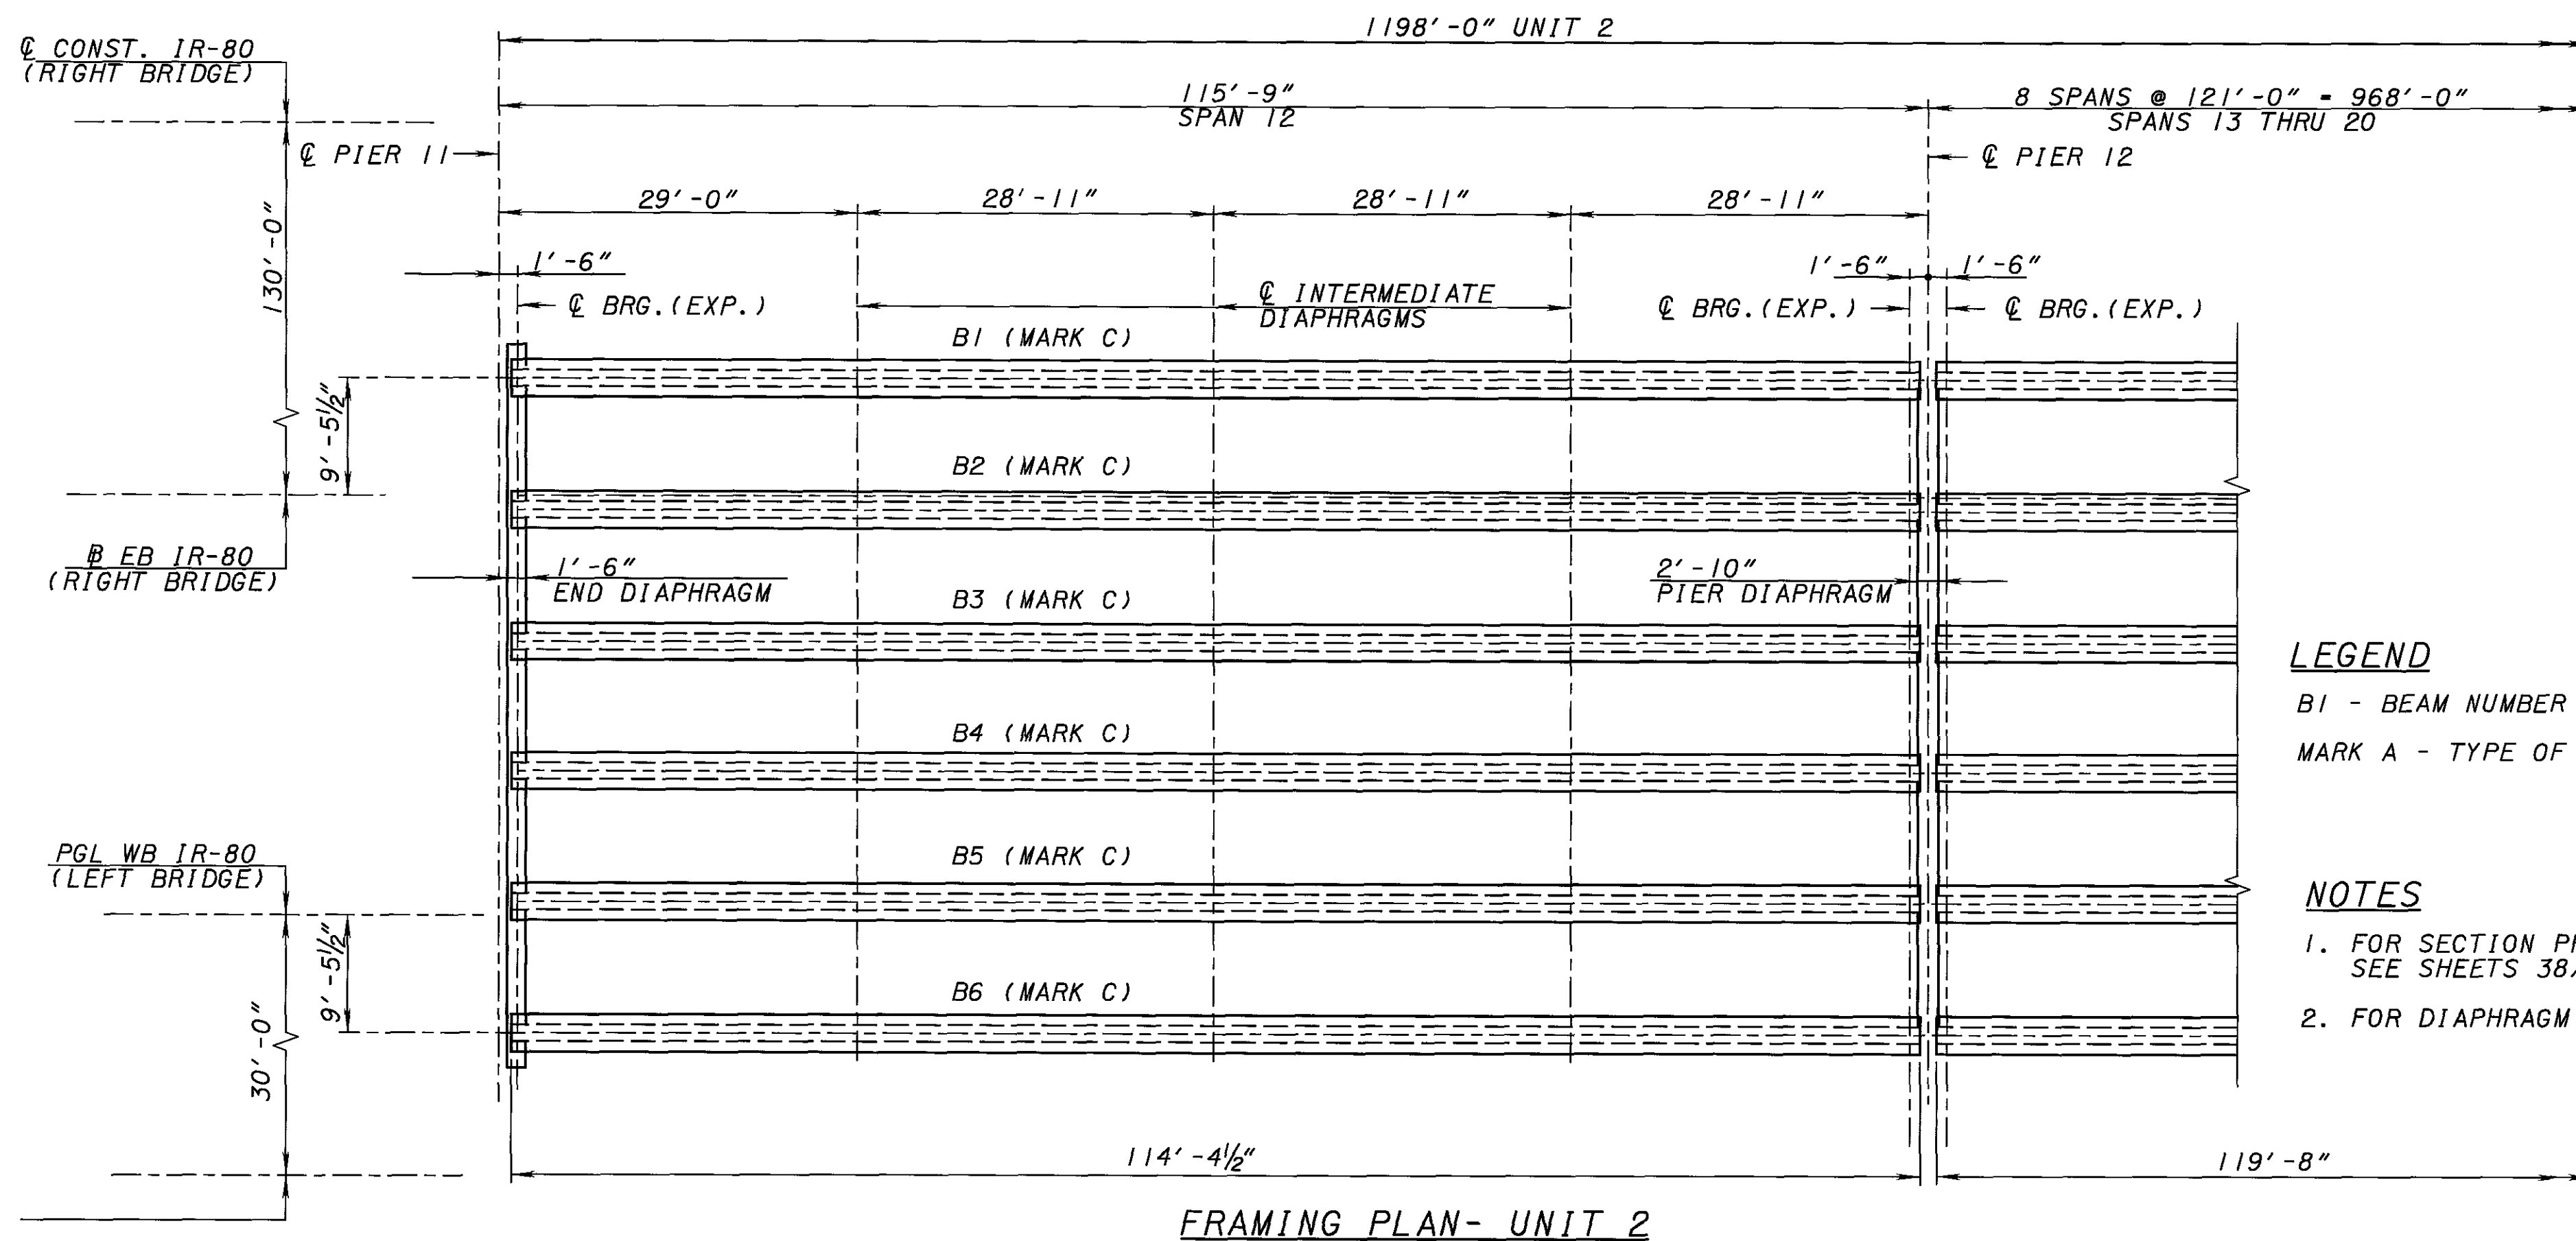 1198'-0" UNIT 2
℄ CONST. IR-80
(RIGHT BRIDGE)
115'-9"
SPAN 12
8 SPANS @ 121'-0" = 968'-0"
SPANS 13 THRU 20
℄ PIER 11
℄ PIER 12
29'-0"
28'-11"
28'-11"
28'-11"
130'-0"
1'-6"
1'-6"
1'-6"
℄ BRG.(EXP.)
℄ INTERMEDIATE
DIAPHRAGMS
℄ BRG.(EXP.)
℄ BRG.(EXP.)
B1 (MARK C)
9'-5½"
B2 (MARK C)
EB IR-80
(RIGHT BRIDGE)
1'-6"
END DIAPHRAGM
2'-10"
PIER DIAPHRAGM
B3 (MARK C)
LEGEND
B1 - BEAM NUMBER
MARK A - TYPE OF
B4 (MARK C)
PGL WB IR-80
(LEFT BRIDGE)
B5 (MARK C)
NOTES
1. FOR SECTION
SEE SHEETS 38
9'-5½"
B6 (MARK C)
2. FOR DIAPHRAGM
30'-0"
114'-4½"
119'-8"
FRAMING PLAN- UNIT 2